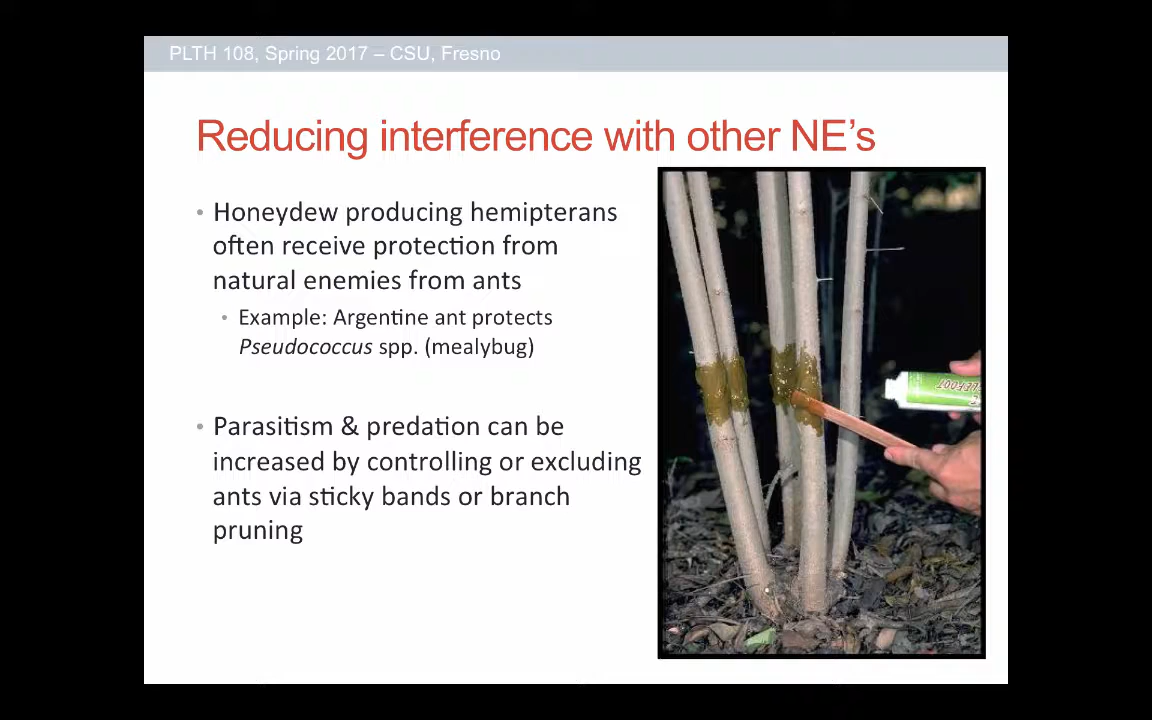 PLTH 108, Spring 2017 – CSU, Fresno
Reducing interference with other NE’s
• Honeydew producing hemipterans
often receive protection from
natural enemies from ants
• Example: Argentine ant protects
Pseudococcus spp. (mealybug)
• Parasitism & predation can be
increased by controlling or excluding
ants via sticky bands or branch
pruning